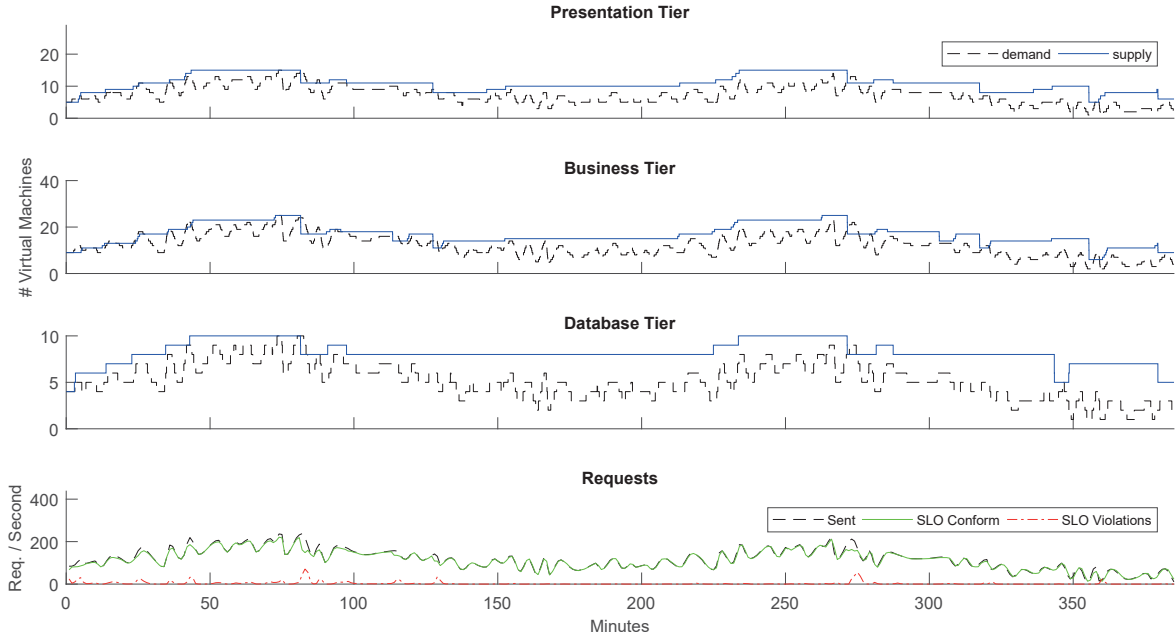 Presentation Tier
20
10
0
demand
supply
Business Tier
40
20
0
# Virtual Machines
Database Tier
10
5
0
Requests
400
200
0
Req. / Second
Sent
SLO Conform
SLO Violations
0 50 100 150 200 250 300 350
Minutes